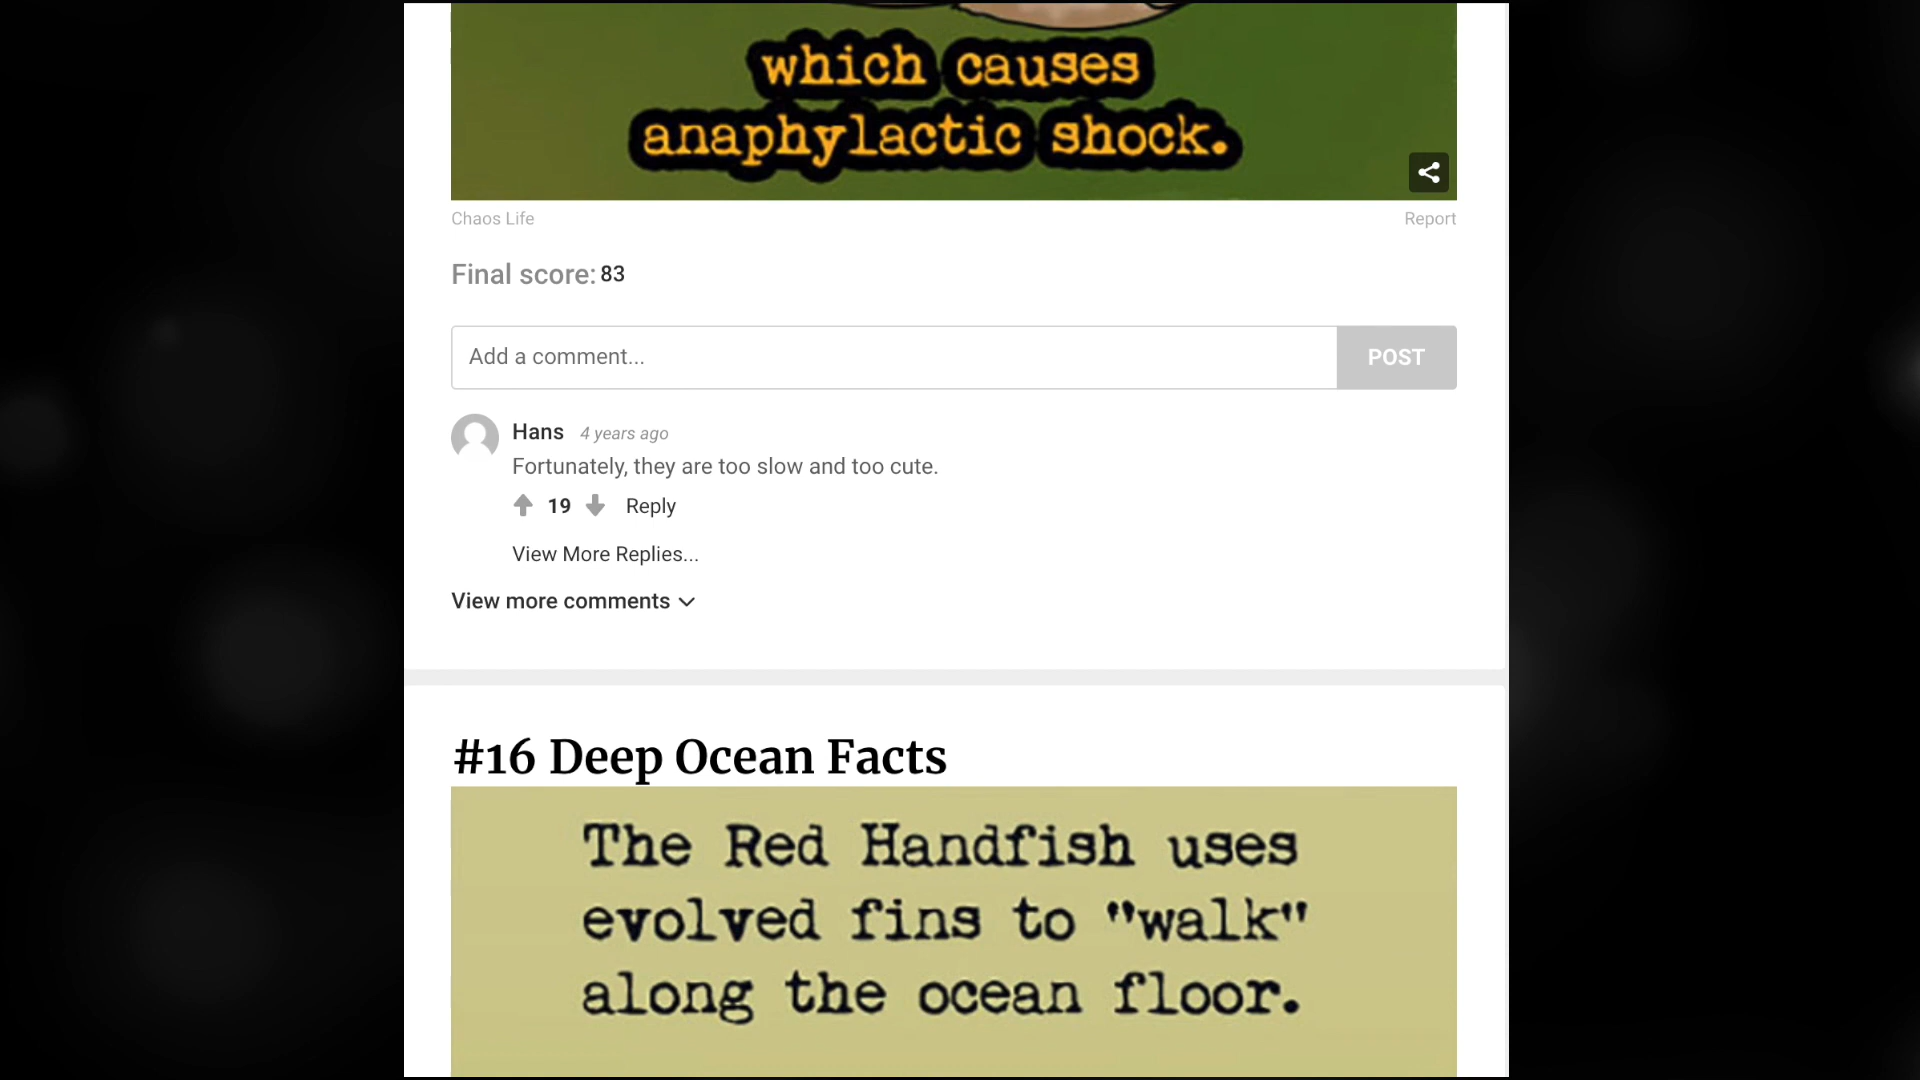 which causes
anaphylactic shock.
Chaos Life
Report
Final score: 83
Add a comment...
POST
Hans 4 years ago
Fortunately, they are too slow and too cute.
19 Reply
View More Replies...
View more comments
#16 Deep Ocean Facts
The Red Handfish uses
evolved fins to "walk"
along the ocean floor.